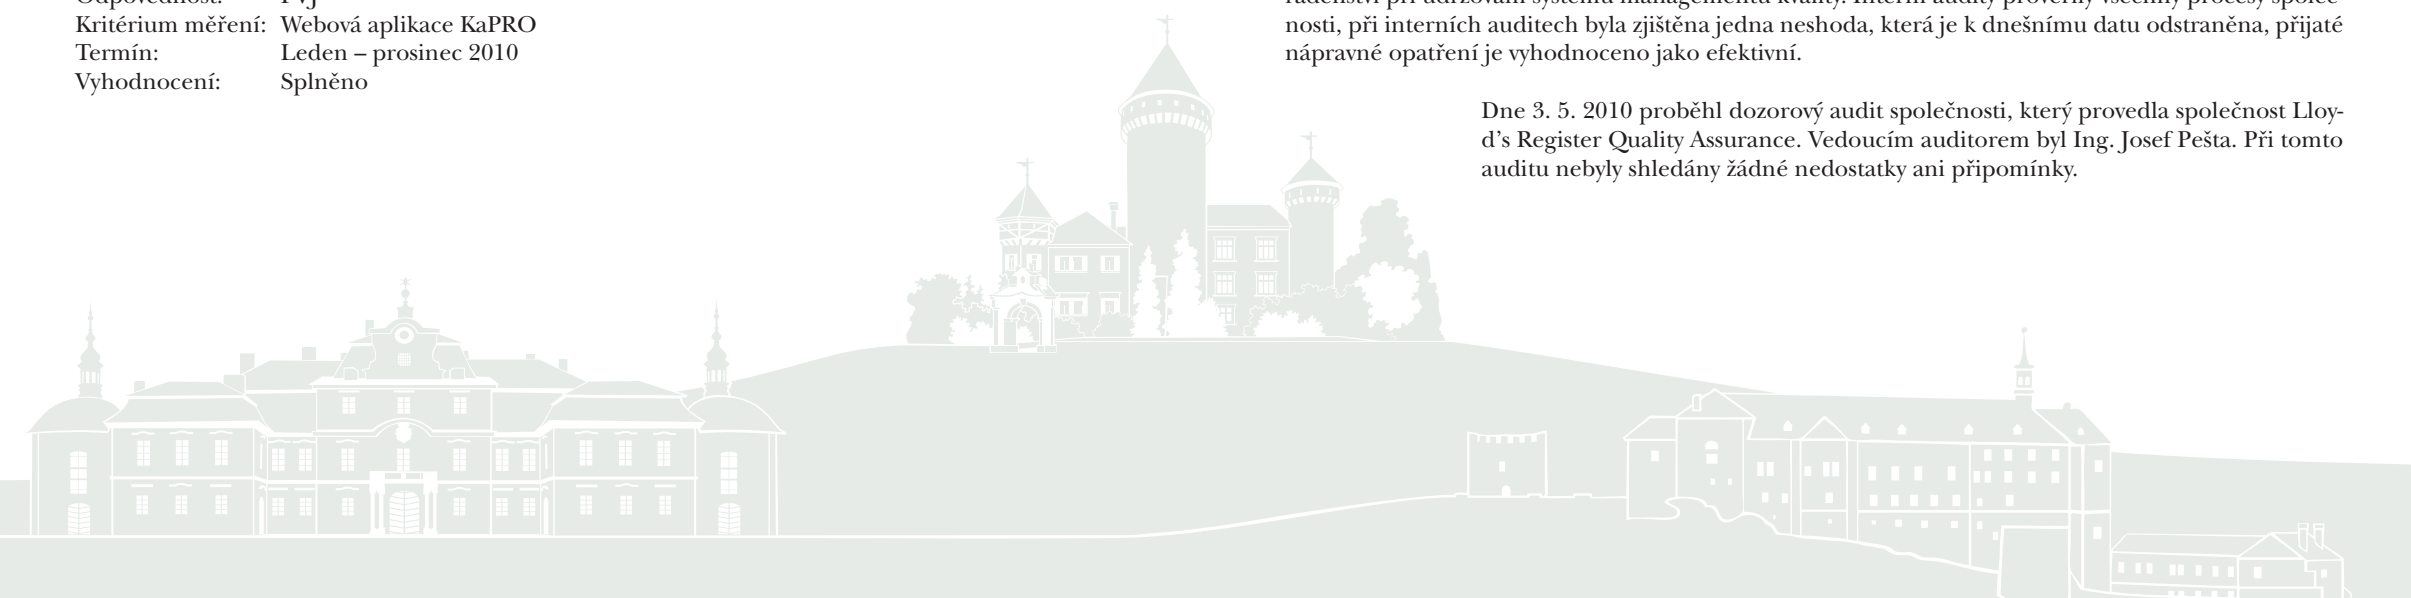 Kritérium měření: Webová aplikace KaPRO
Termín: Leden – prosinec 2010
Vyhodnocení: Splněno
nosti, při interních auditech byla zjištěna jedna neshoda, která je k dnešnímu datu odstraněna, přijaté
nápravné opatření je vyhodnoceno jako efektivní.
Dne 3. 5. 2010 proběhl dozorový audit společnosti, který provedla společnost Lloy-
d’s Register Quality Assurance. Vedoucím auditorem byl Ing. Josef Pešta. Při tomto
auditu nebyly shledány žádné nedostatky ani připomínky.